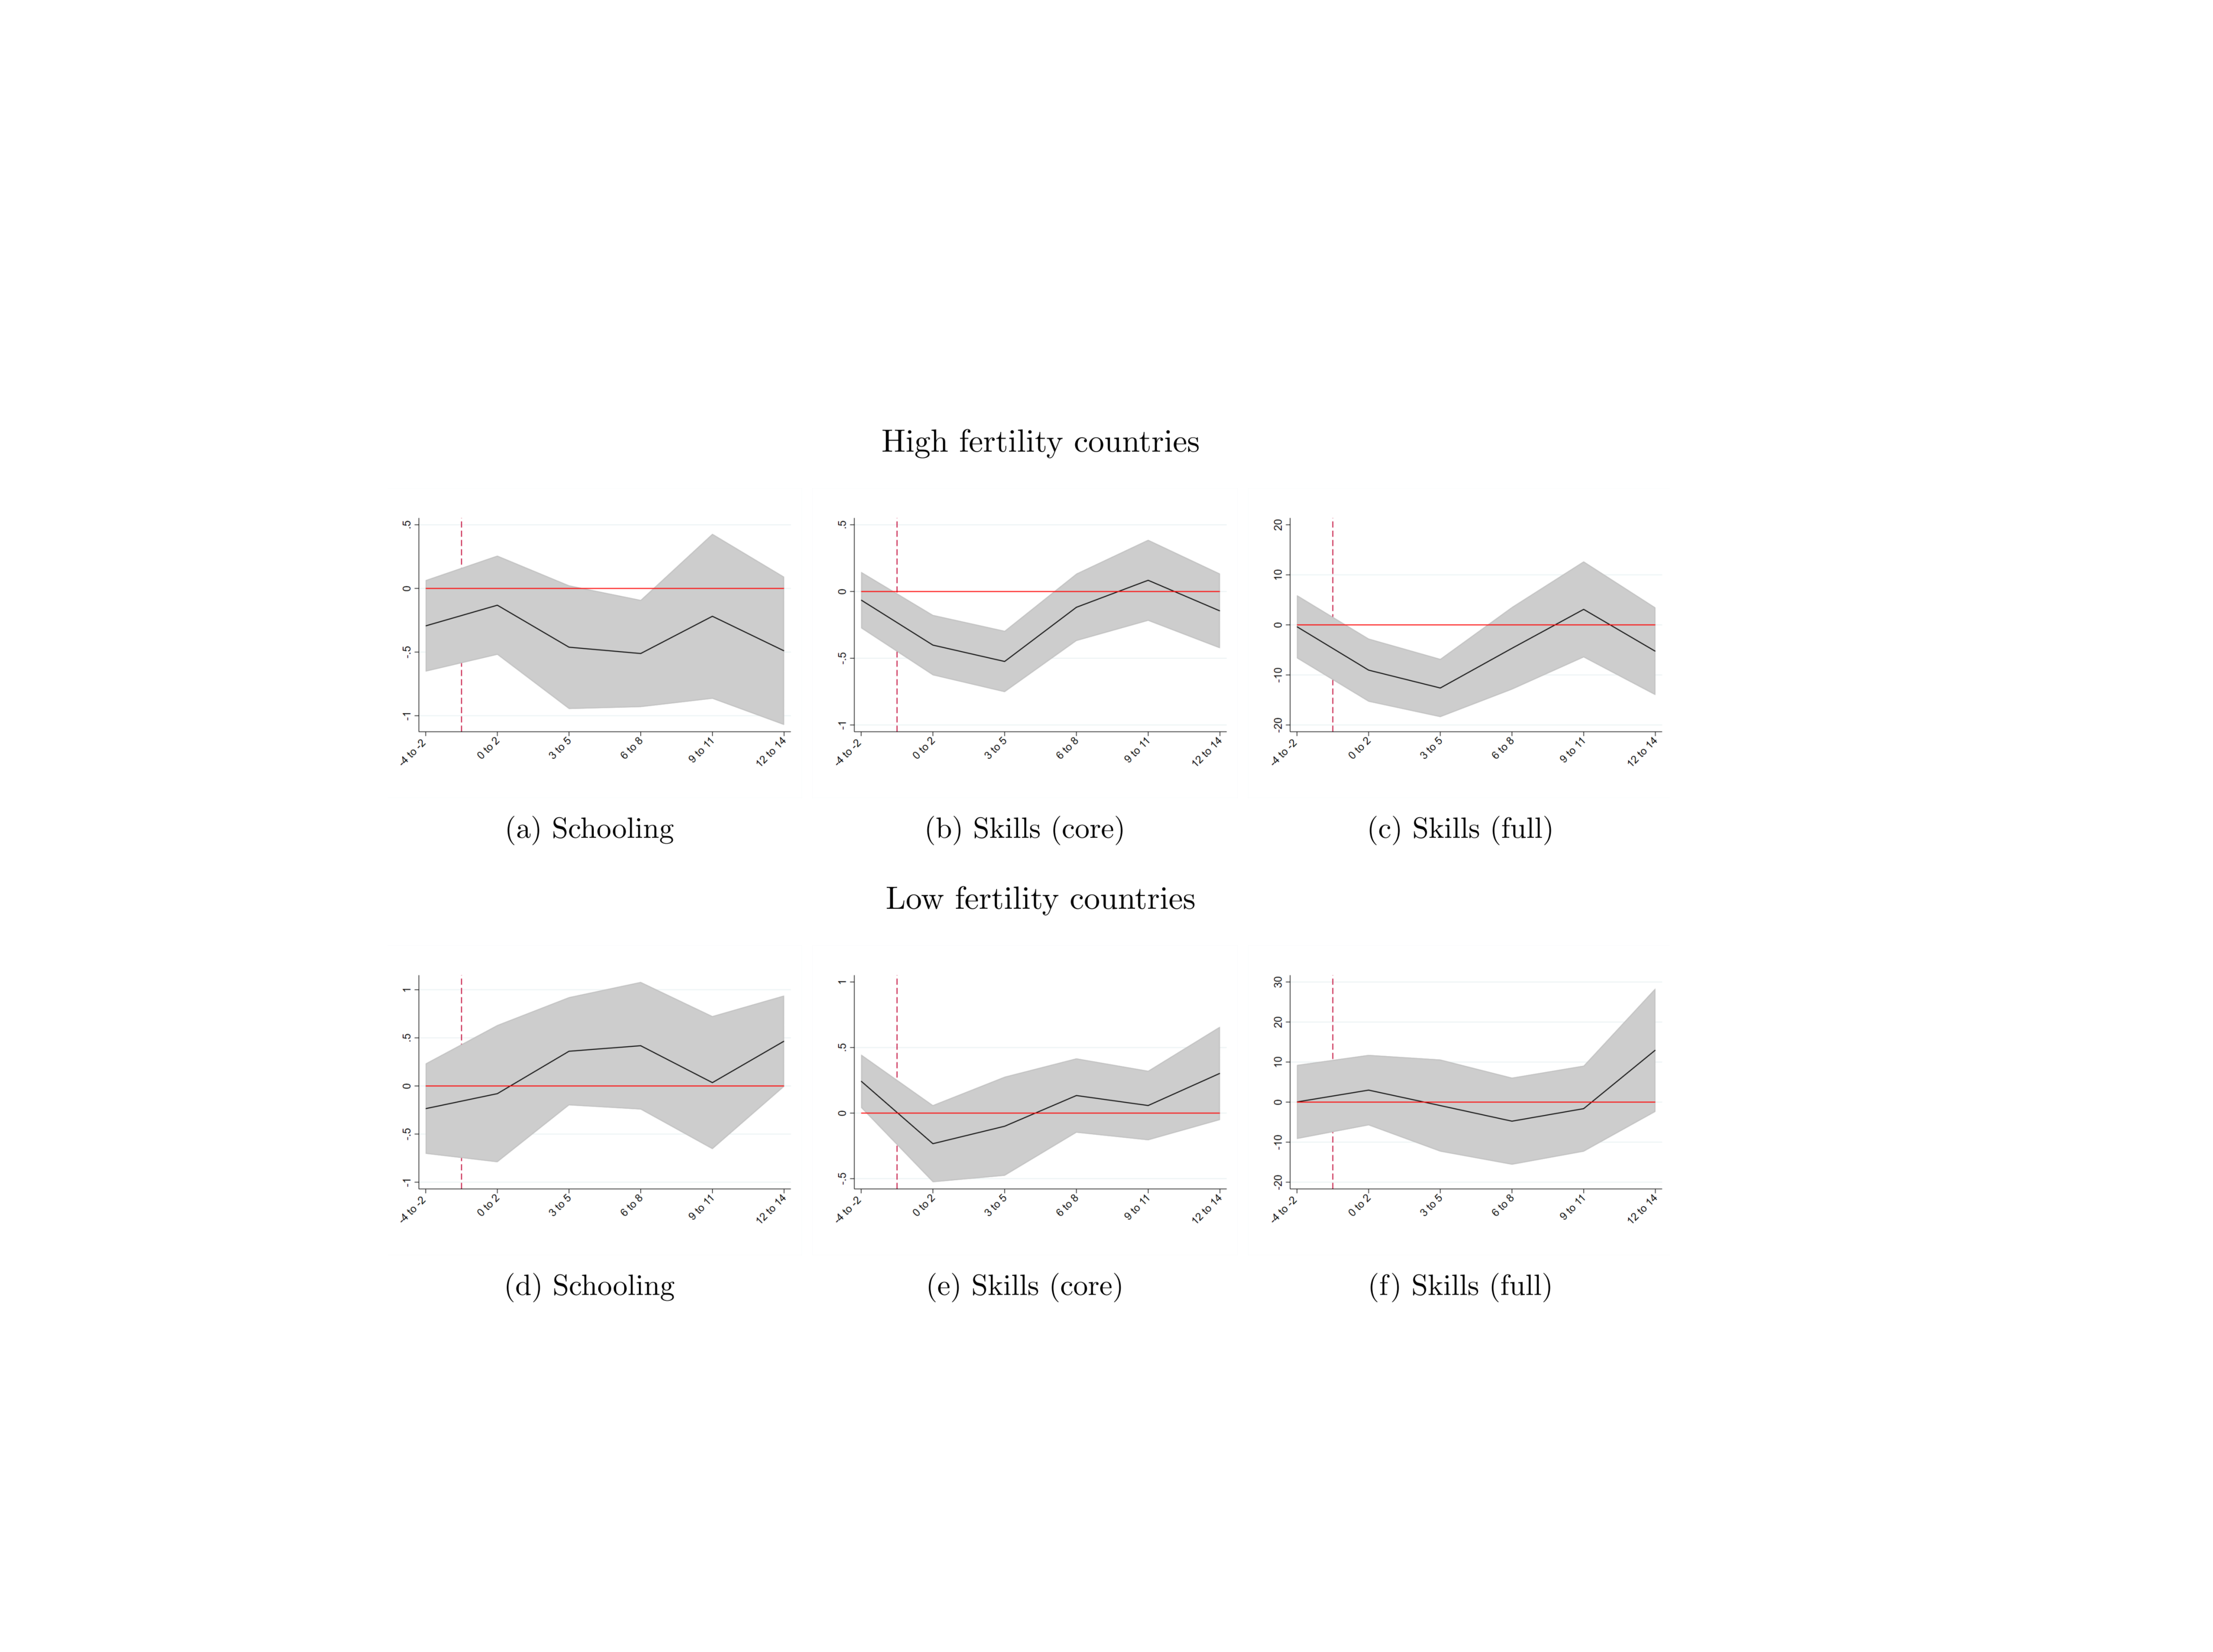 High fertility countries
.5
0
-.5
-1
-4 to -2
0 to 2
3 to 5
6 to 8
9 to 11
12 to 14
.5
0
-.5
-1
-4 to -2
0 to 2
3 to 5
6 to 8
9 to 11
12 to 14
20
10
0
-10
-20
-4 to -2
0 to 2
3 to 5
6 to 8
9 to 11
12 to 14
(a) Schooling
(b) Skills (core)
(c) Skills (full)
Low fertility countries
1
.5
0
-.5
-1
-4 to -2
0 to 2
3 to 5
6 to 8
9 to 11
12 to 14
1
.5
0
-.5
-4 to -2
0 to 2
3 to 5
6 to 8
9 to 11
12 to 14
30
20
10
0
-10
-20
-4 to -2
0 to 2
3 to 5
6 to 8
9 to 11
12 to 14
(d) Schooling
(e) Skills (core)
(f) Skills (full)